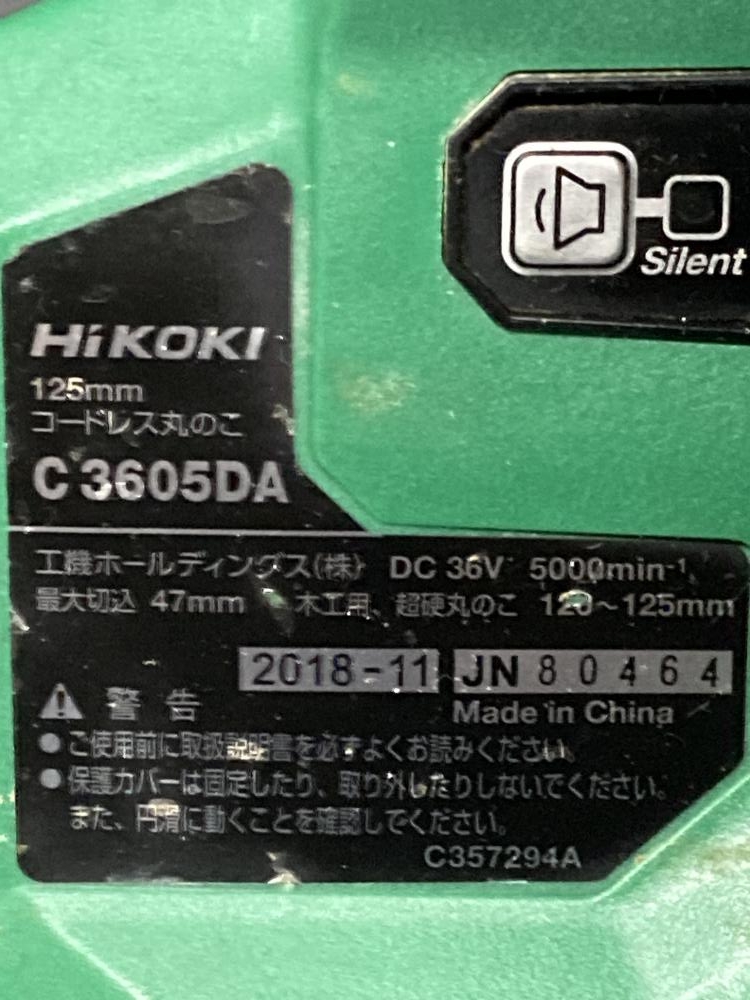 Silent
HiKOKI
125mm
コードレス丸のこ
C 3605DA
工機ホールディングス(株) DC 36V 5000min⁻¹
最大切込 47mm 木工用、超硬丸のこ 120～125mm
2018-11 JN 80464
Made in China
警告
●ご使用前に取扱説明書を必ずよくお読みください。
●保護カバーは固定したり、取り外したりしないでください。
また、円滑に動くことを確認してください。
C357294A